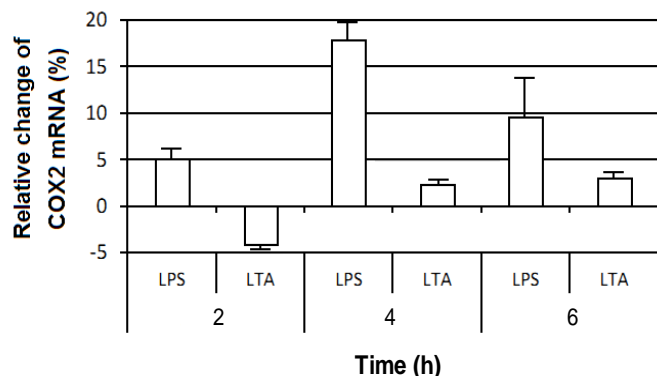 Relative change of
COX2 mRNA (%)
20
15
10
5
0
-5
LPS LTA LPS LTA LPS LTA
2 4 6
Time (h)